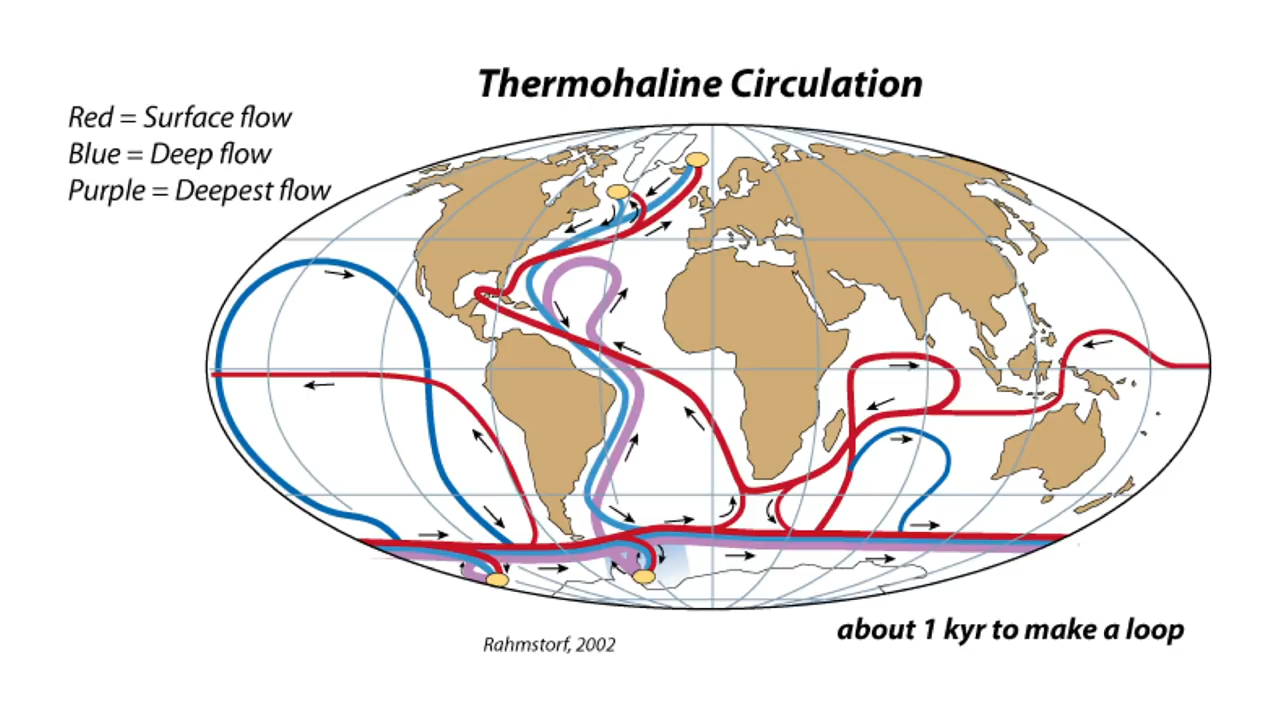 Thermohaline Circulation
Red = Surface flow
Blue = Deep flow
Purple = Deepest flow
Rahmstorf, 2002
about 1 kyr to make a loop